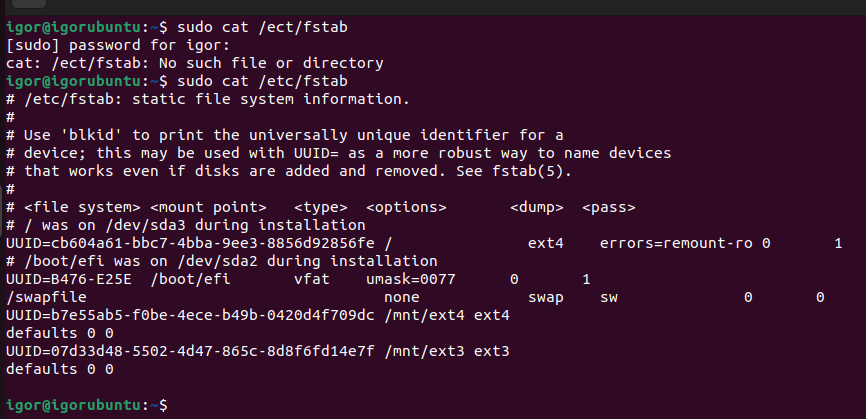 igor@igorubuntu:~$ sudo cat /ect/fstab
[sudo] password for igor:
cat: /ect/fstab: No such file or directory
igor@igorubuntu:~$ sudo cat /etc/fstab
# /etc/fstab: static file system information.
#
# Use 'blkid' to print the universally unique identifier for a
# device; this may be used with UUID= as a more robust way to name devices
# that works even if disks are added and removed. See fstab(5).
#
# <file system> <mount point>   <type>  <options>       <dump>  <pass>
# / was on /dev/sda3 during installation
UUID=cb604a61-bbc7-4bba-9ee3-8856d92856fe /               ext4    errors=remount-ro 0       1
# /boot/efi was on /dev/sda2 during installation
UUID=B476-E25E  /boot/efi       vfat    umask=0077      0       1
/swapfile                                 none            swap    sw              0       0
UUID=b7e55ab5-f0be-4ece-b49b-0420d4f709dc /mnt/ext4 ext4
defaults 0 0
UUID=07d33d48-5502-4d47-865c-8d8f6fd14e7f /mnt/ext3 ext3
defaults 0 0
igor@igorubuntu:~$